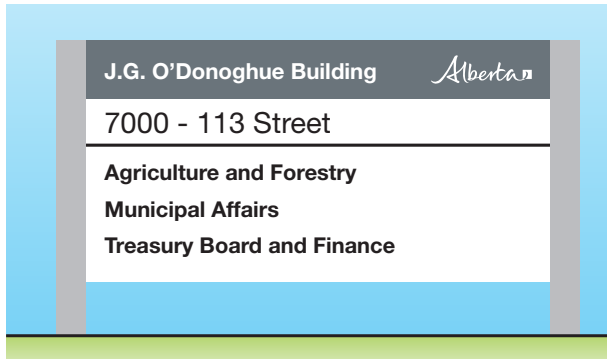 J.G. O’Donoghue Building Alberta
7000 - 113 Street
Agriculture and Forestry
Municipal Affairs
Treasury Board and Finance